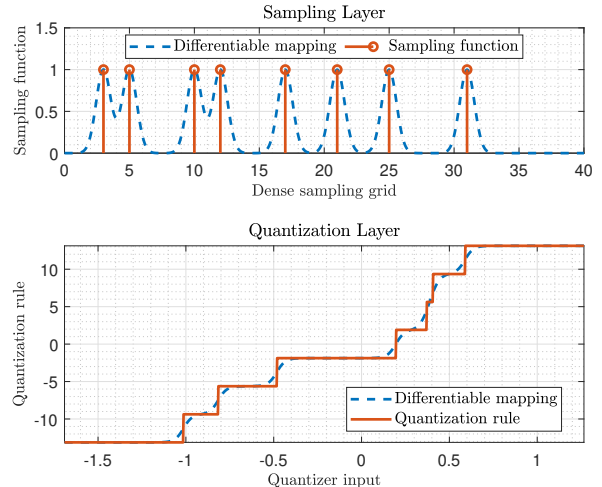 Sampling Layer
Sampling function
1.5
1
0.5
0
Differentiable mapping
Sampling function
0 5 10 15 20 25 30 35 40
Dense sampling grid
Quantization Layer
Quantization rule
10
5
0
-5
-10
Differentiable mapping
Quantization rule
-1.5 -1 -0.5 0 0.5 1
Quantizer input